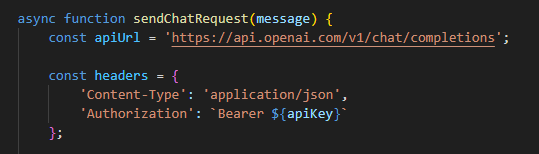 async function sendChatRequest(message) {
    const apiUrl = 'https://api.openai.com/v1/chat/completions';

    const headers = {
        'Content-Type': 'application/json',
        'Authorization': `Bearer ${apiKey}`
    };